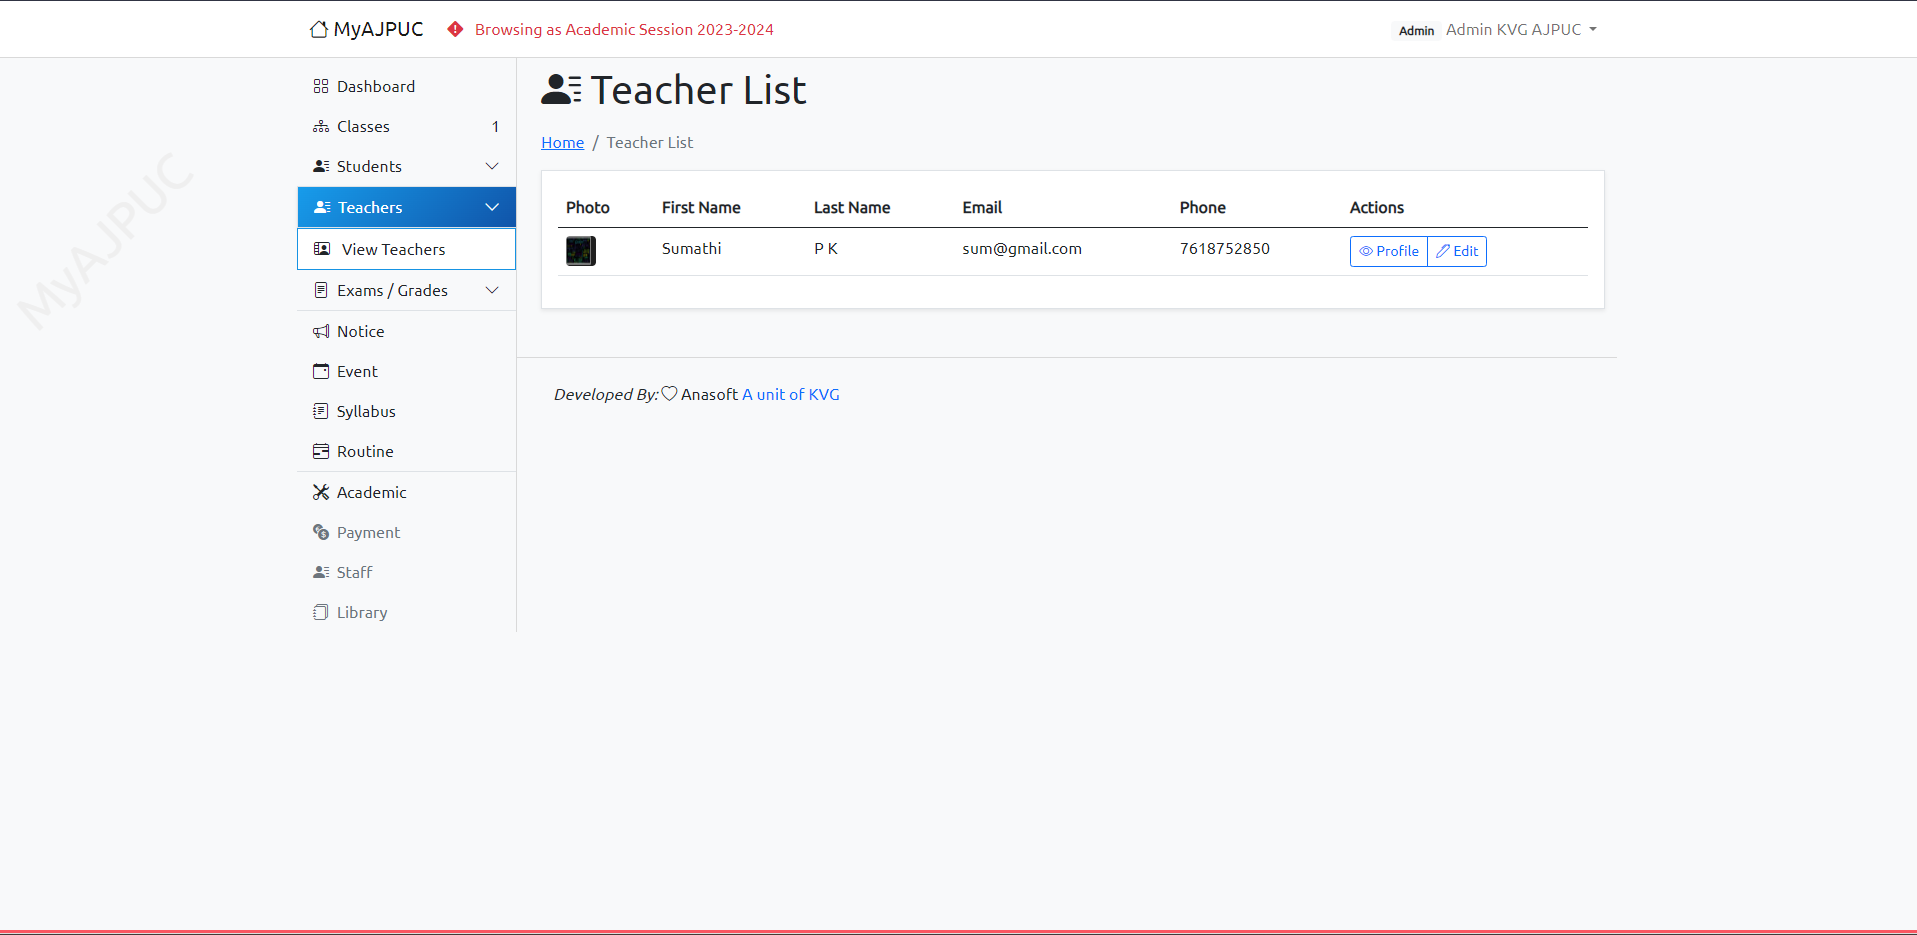 MyAJPUC
Browsing as Academic Session 2023-2024
Admin
Admin KVG AJPUC
Dashboard
Classes 1
Students
Teachers
View Teachers
Exams / Grades
Notice
Event
Syllabus
Routine
Academic
Payment
Staff
Library
Teacher List
Home / Teacher List
Photo First Name Last Name Email Phone Actions
Sumathi P K sum@gmail.com 7618752850 Profile Edit
Developed By: Anasoft A unit of KVG
MyAJPUC